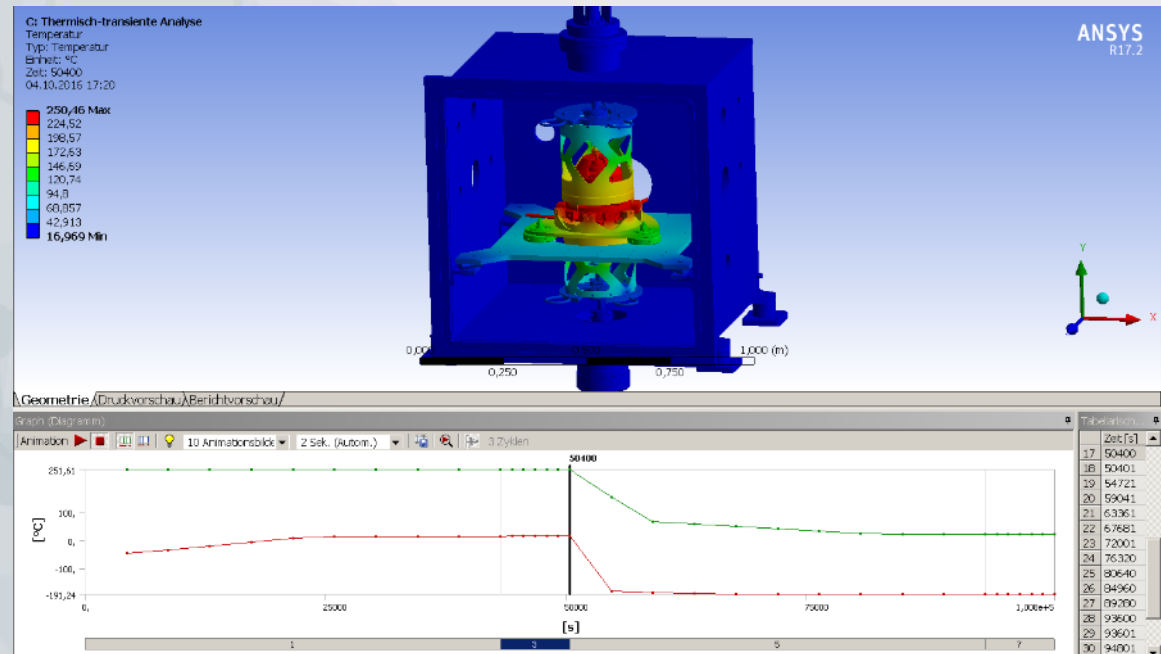 C: Thermisch-transiente Analyse
Temperatur
Typ: Temperatur
Einheit: °C
Zeit: 50400
04.10.2016 17:20
250,46 Max
224,52
198,57
172,63
146,69
120,74
94,8
68,857
42,913
16,969 Min
ANSYS
R17.2
Y
X
0,000
1,000 (m)
0,250
0,750
Geometrie Druckvorschau Berichtvorschau
Graph (Diagramm)
Animation 10 Animationsbilde 2 Sek. (Autom.) 3 Zyklen
50400
251,61
100,
0,
-100,
-191,24
[°C]
0,
25000
50000
75000
1,008e+5
[s]
1
3
5
7
Tabellarisch...
Zeit [s]
17 50400
18 50401
19 54721
20 59041
21 63361
22 67681
23 72001
24 76320
25 80640
26 84960
27 89280
28 93600
29 93601
30 94801